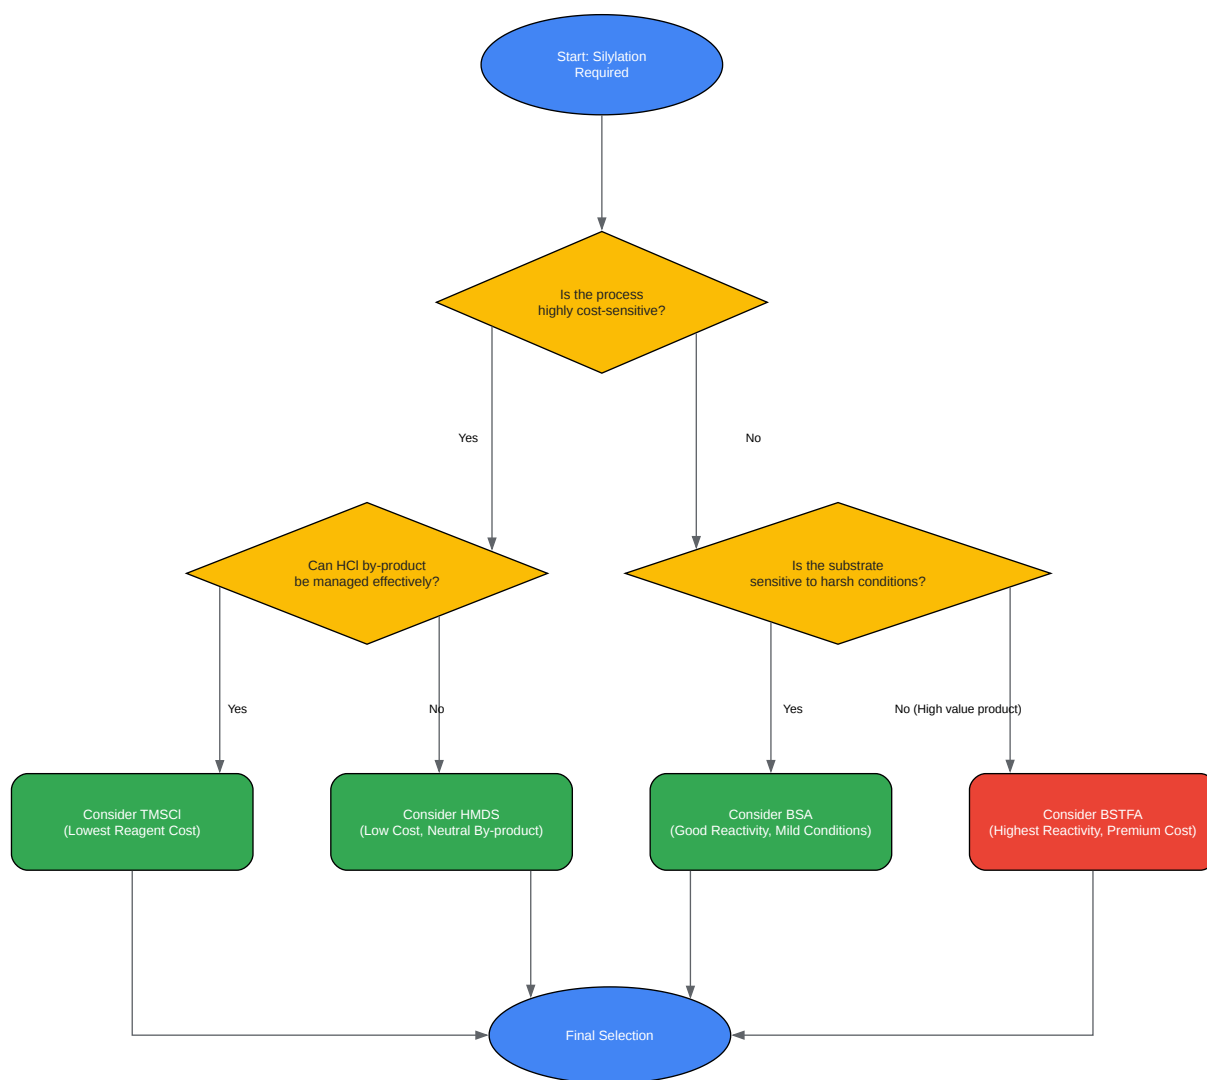 Start: Silylation
Required
Is the process
highly cost-sensitive?
Yes
No
Can HCl by-product
be managed effectively?
Is the substrate
sensitive to harsh conditions?
Yes
No
Yes
No (High value product)
Consider TMSCl
(Lowest Reagent Cost)
Consider HMDS
(Low Cost, Neutral By-product)
Consider BSA
(Good Reactivity, Mild Conditions)
Consider BSTFA
(Highest Reactivity, Premium Cost)
Final Selection